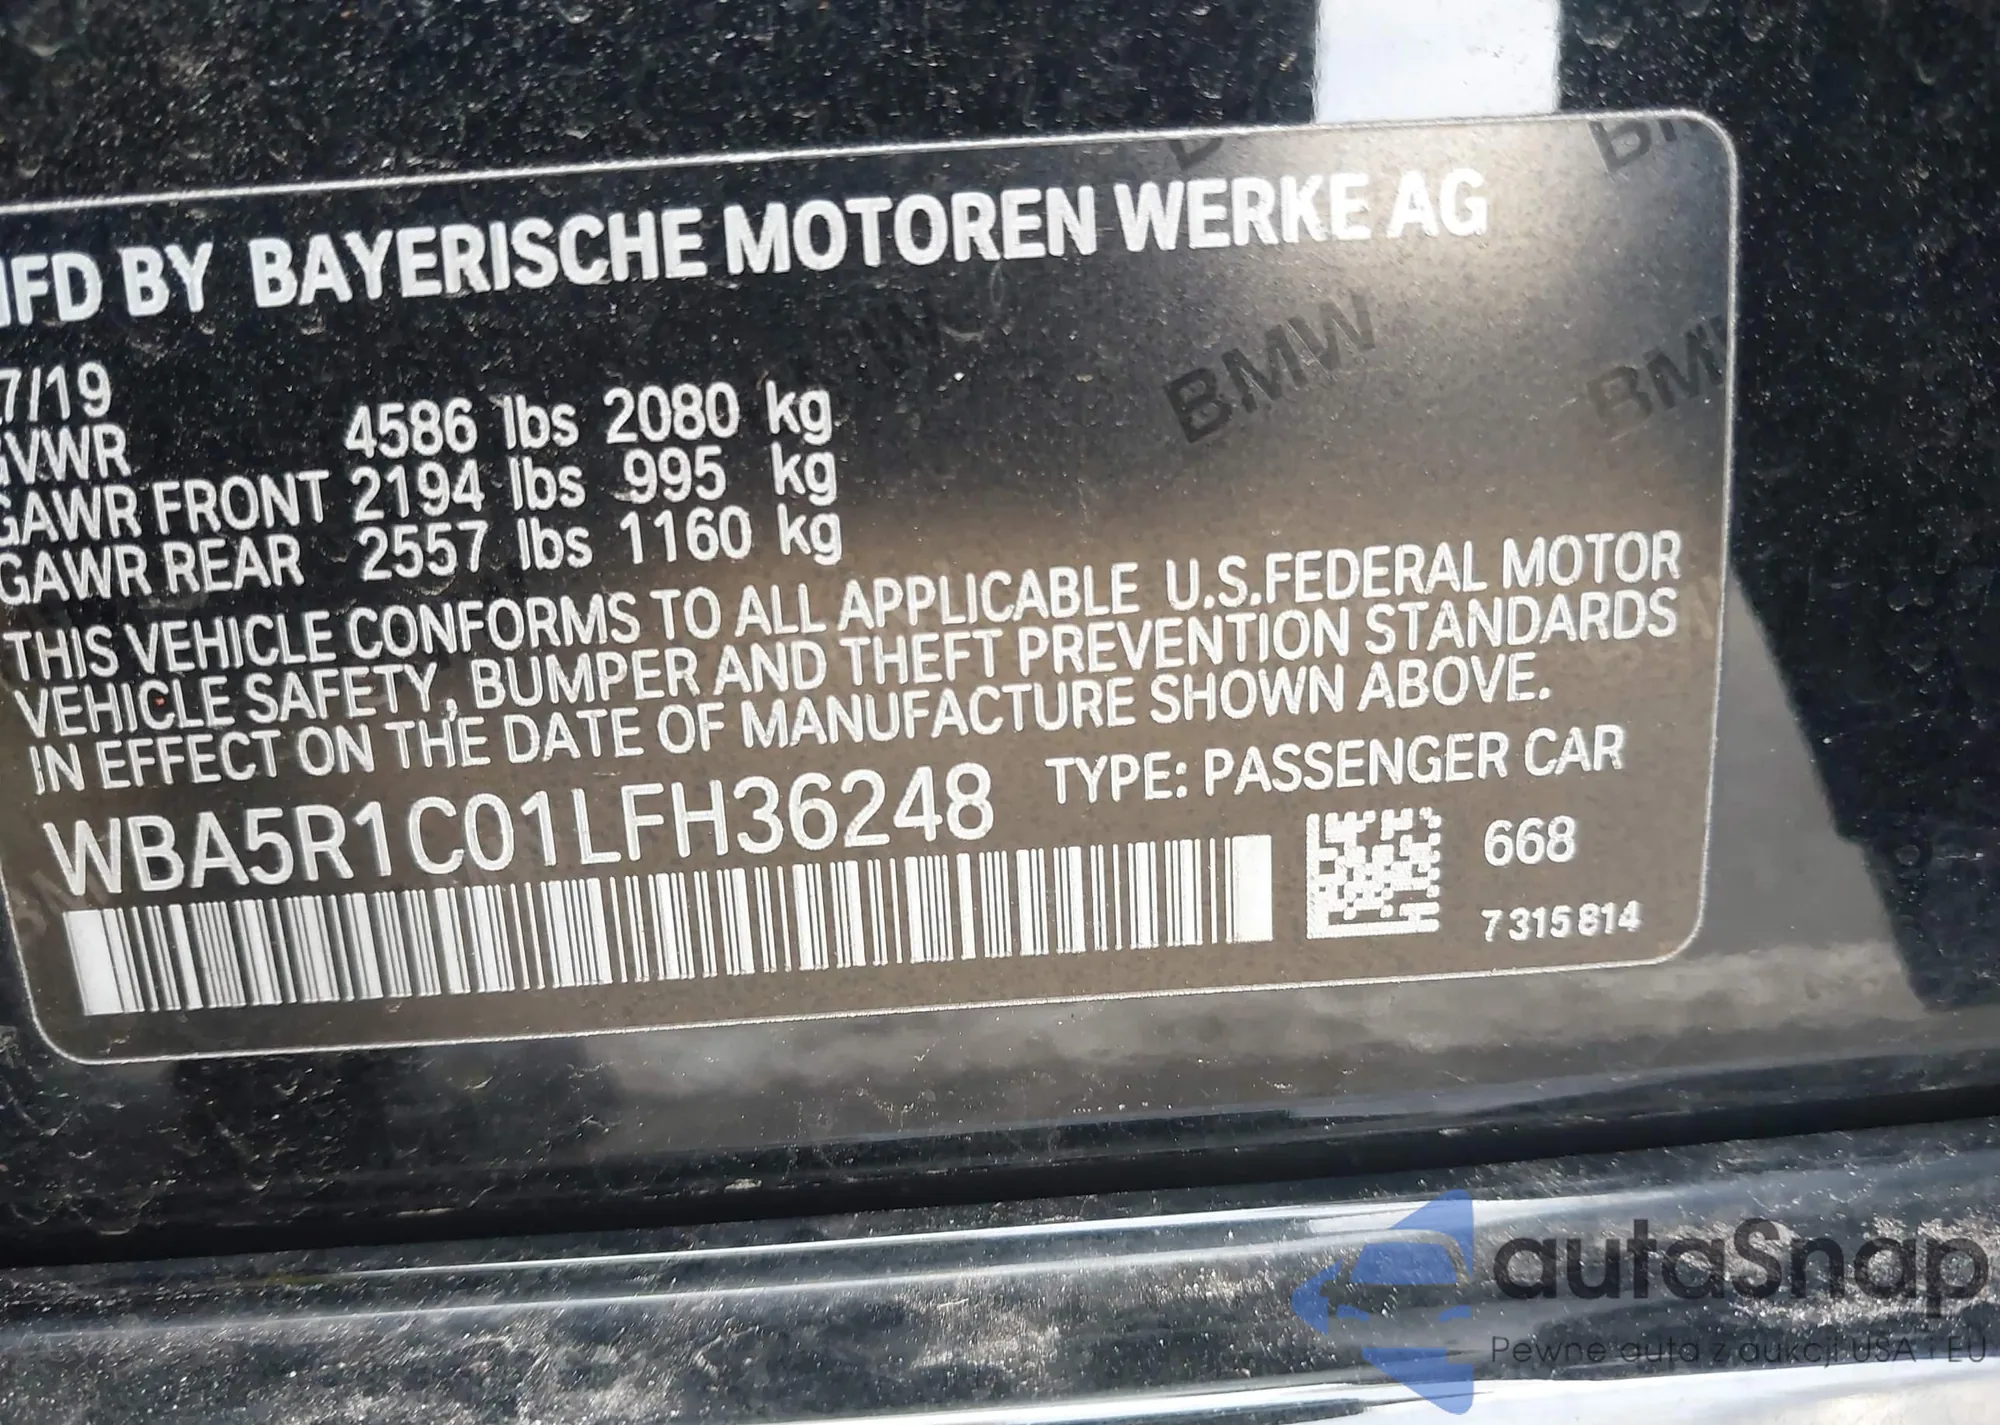 MFD BY BAYERISCHE MOTOREN WERKE AG
7/19
GVWR 4586 lbs 2080 kg
GAWR FRONT 2194 lbs 995 kg
GAWR REAR 2557 lbs 1160 kg
THIS VEHICLE CONFORMS TO ALL APPLICABLE U.S.FEDERAL MOTOR
VEHICLE SAFETY, BUMPER AND THEFT PREVENTION STANDARDS
IN EFFECT ON THE DATE OF MANUFACTURE SHOWN ABOVE.
WBA5R1C01LFH36248 TYPE: PASSENGER CAR
668
7315814
BMW
BMW
BMW
autaSnap
Pewne auta z aukcji USA i EU